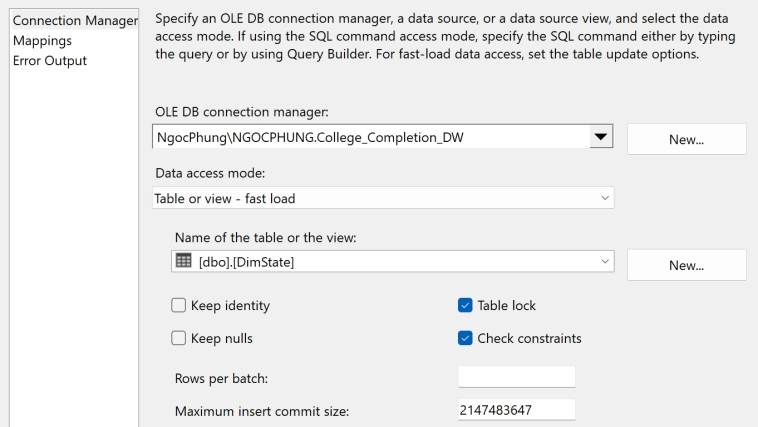 Connection Manager
Mappings
Error Output
Specify an OLE DB connection manager, a data source, or a data source view, and select the data
access mode. If using the SQL command access mode, specify the SQL command either by typing
the query or by using Query Builder. For fast-load data access, set the table update options.
OLE DB connection manager:
NgocPhung\NGOCPHUNG.College_Completion_DW
New...
Data access mode:
Table or view - fast load
Name of the table or the view:
[dbo].[DimState]
New...
Keep identity
Table lock
Keep nulls
Check constraints
Rows per batch:
Maximum insert commit size:
2147483647